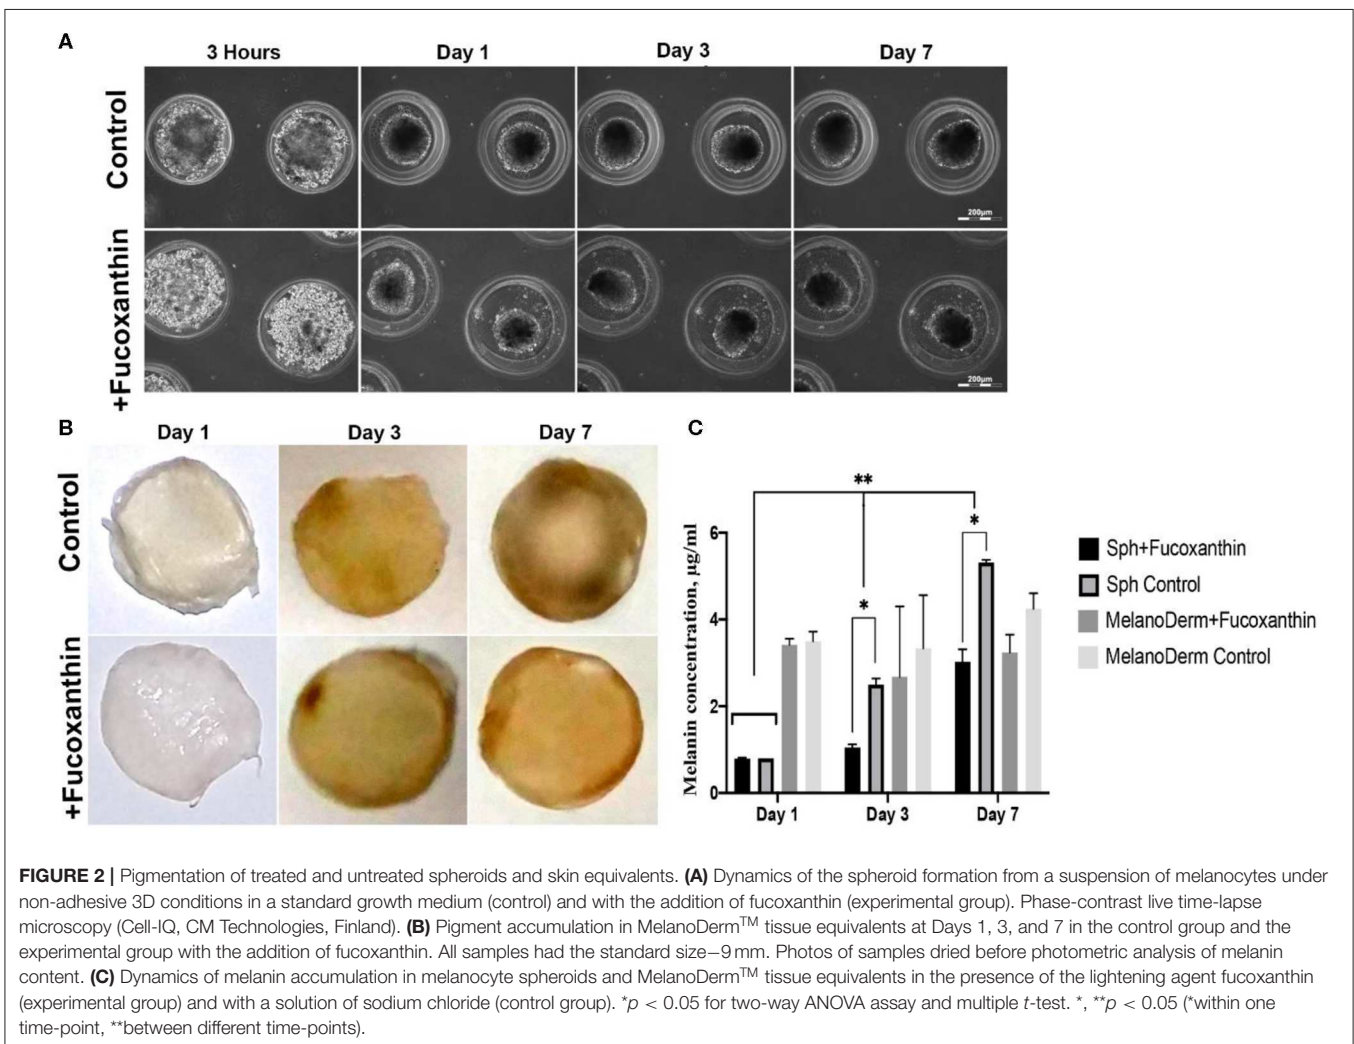 A
3 Hours Day 1 Day 3 Day 7
Control
200µm
+Fucoxanthin
200µm
B
Day 1 Day 3 Day 7
Control
+Fucoxanthin
C
**
*
*
Melanin concentration, µg/ml
6
4
2
0
Day 1 Day 3 Day 7
Sph+Fucoxanthin
Sph Control
MelanoDerm+Fucoxanthin
MelanoDerm Control
FIGURE 2 | Pigmentation of treated and untreated spheroids and skin equivalents. (A) Dynamics of the spheroid formation from a suspension of melanocytes under
non-adhesive 3D conditions in a standard growth medium (control) and with the addition of fucoxanthin (experimental group). Phase-contrast live time-lapse
microscopy (Cell-IQ, CM Technologies, Finland). (B) Pigment accumulation in MelanoDerm™ tissue equivalents at Days 1, 3, and 7 in the control group and the
experimental group with the addition of fucoxanthin. All samples had the standard size–9 mm. Photos of samples dried before photometric analysis of melanin
content. (C) Dynamics of melanin accumulation in melanocyte spheroids and MelanoDerm™ tissue equivalents in the presence of the lightening agent fucoxanthin
(experimental group) and with a solution of sodium chloride (control group). *p < 0.05 for two-way ANOVA assay and multiple t-test. *, **p < 0.05 (*within one
time-point, **between different time-points).